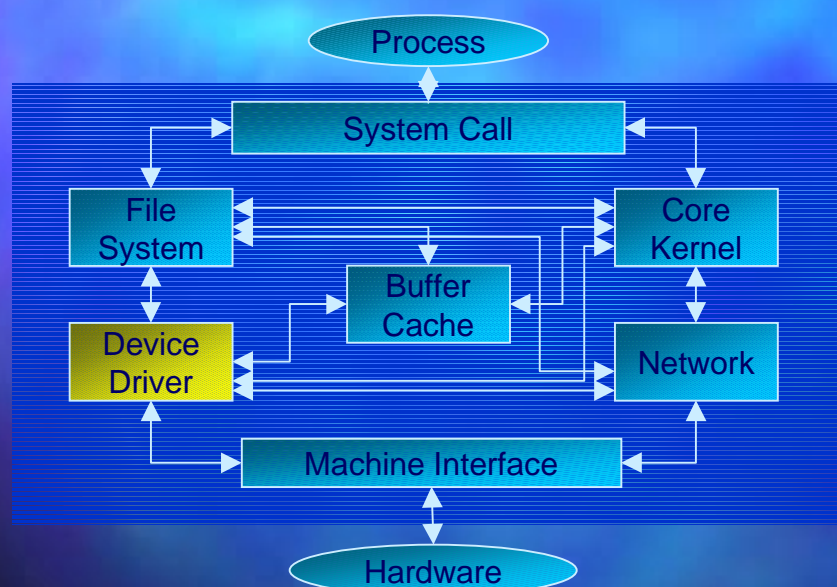 Process
System Call
File
System
Core
Kernel
Buffer
Cache
Device
Driver
Network
Machine Interface
Hardware